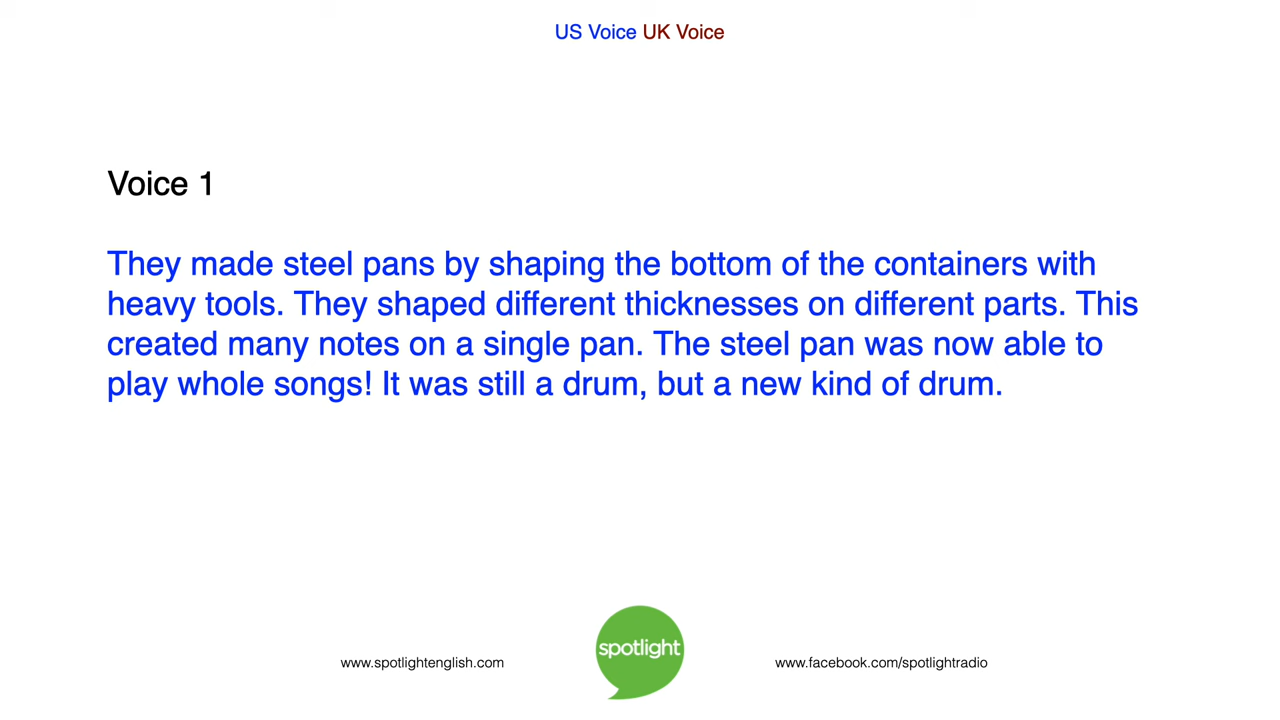 US Voice UK Voice
Voice 1
They made steel pans by shaping the bottom of the containers with
heavy tools. They shaped different thicknesses on different parts. This
created many notes on a single pan. The steel pan was now able to
play whole songs! It was still a drum, but a new kind of drum.
spotlight
www.spotlightenglish.com
www.facebook.com/spotlightradio